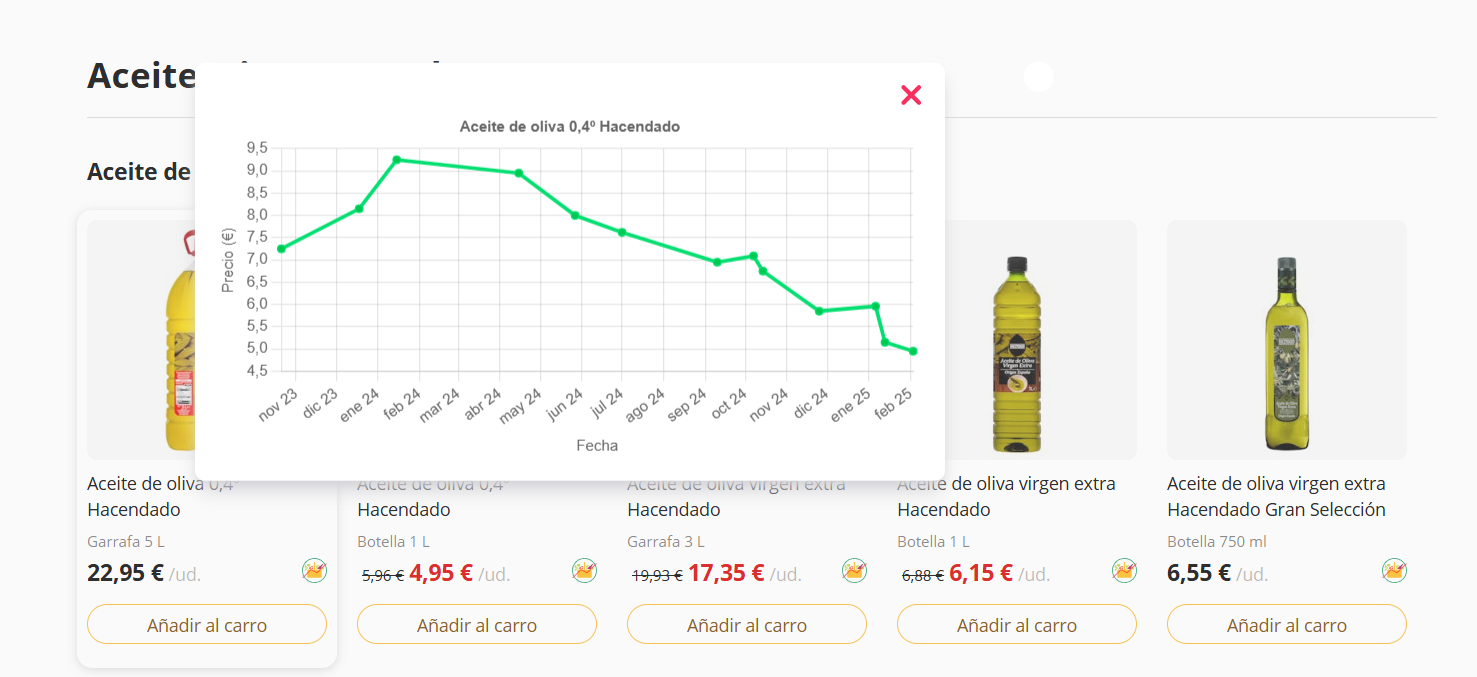 Aceite
Aceite de oliva 0,4º Hacendado
9,5
9,0
8,5
8,0
7,5
7,0
6,5
6,0
5,5
5,0
4,5
Precio (€)
nov 23 dic 23 ene 24 feb 24 mar 24 abr 24 may 24 jun 24 jul 24 ago 24 sep 24 oct 24 nov 24 dic 24 ene 25 feb 25
Fecha
Aceite de
Aceite de oliva 0,4º
Hacendado
Garrafa 5 L
22,95 € /ud.
Añadir al carro
Aceite de oliva 0,4º
Hacendado
Botella 1 L
5,96 € 4,95 € /ud.
Añadir al carro
Aceite de oliva virgen extra
Hacendado
Garrafa 3 L
19,93 € 17,35 € /ud.
Añadir al carro
Aceite de Oliva
Virgen Extra
Aceite de oliva virgen extra
Hacendado
Botella 1 L
6,88 € 6,15 € /ud.
Añadir al carro
Aceite de oliva virgen extra
Hacendado Gran Selección
Botella 750 ml
6,55 € /ud.
Añadir al carro